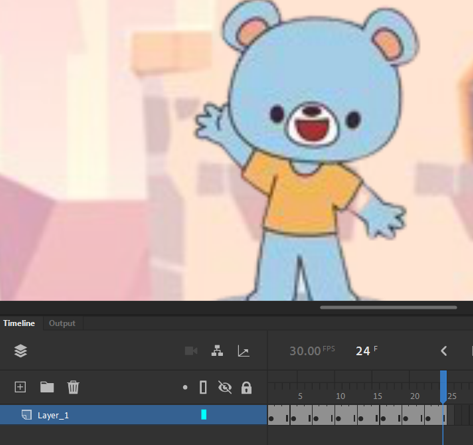 Timeline Output
30.00 FPS 24 F
5 10 15 20 25
Layer_1